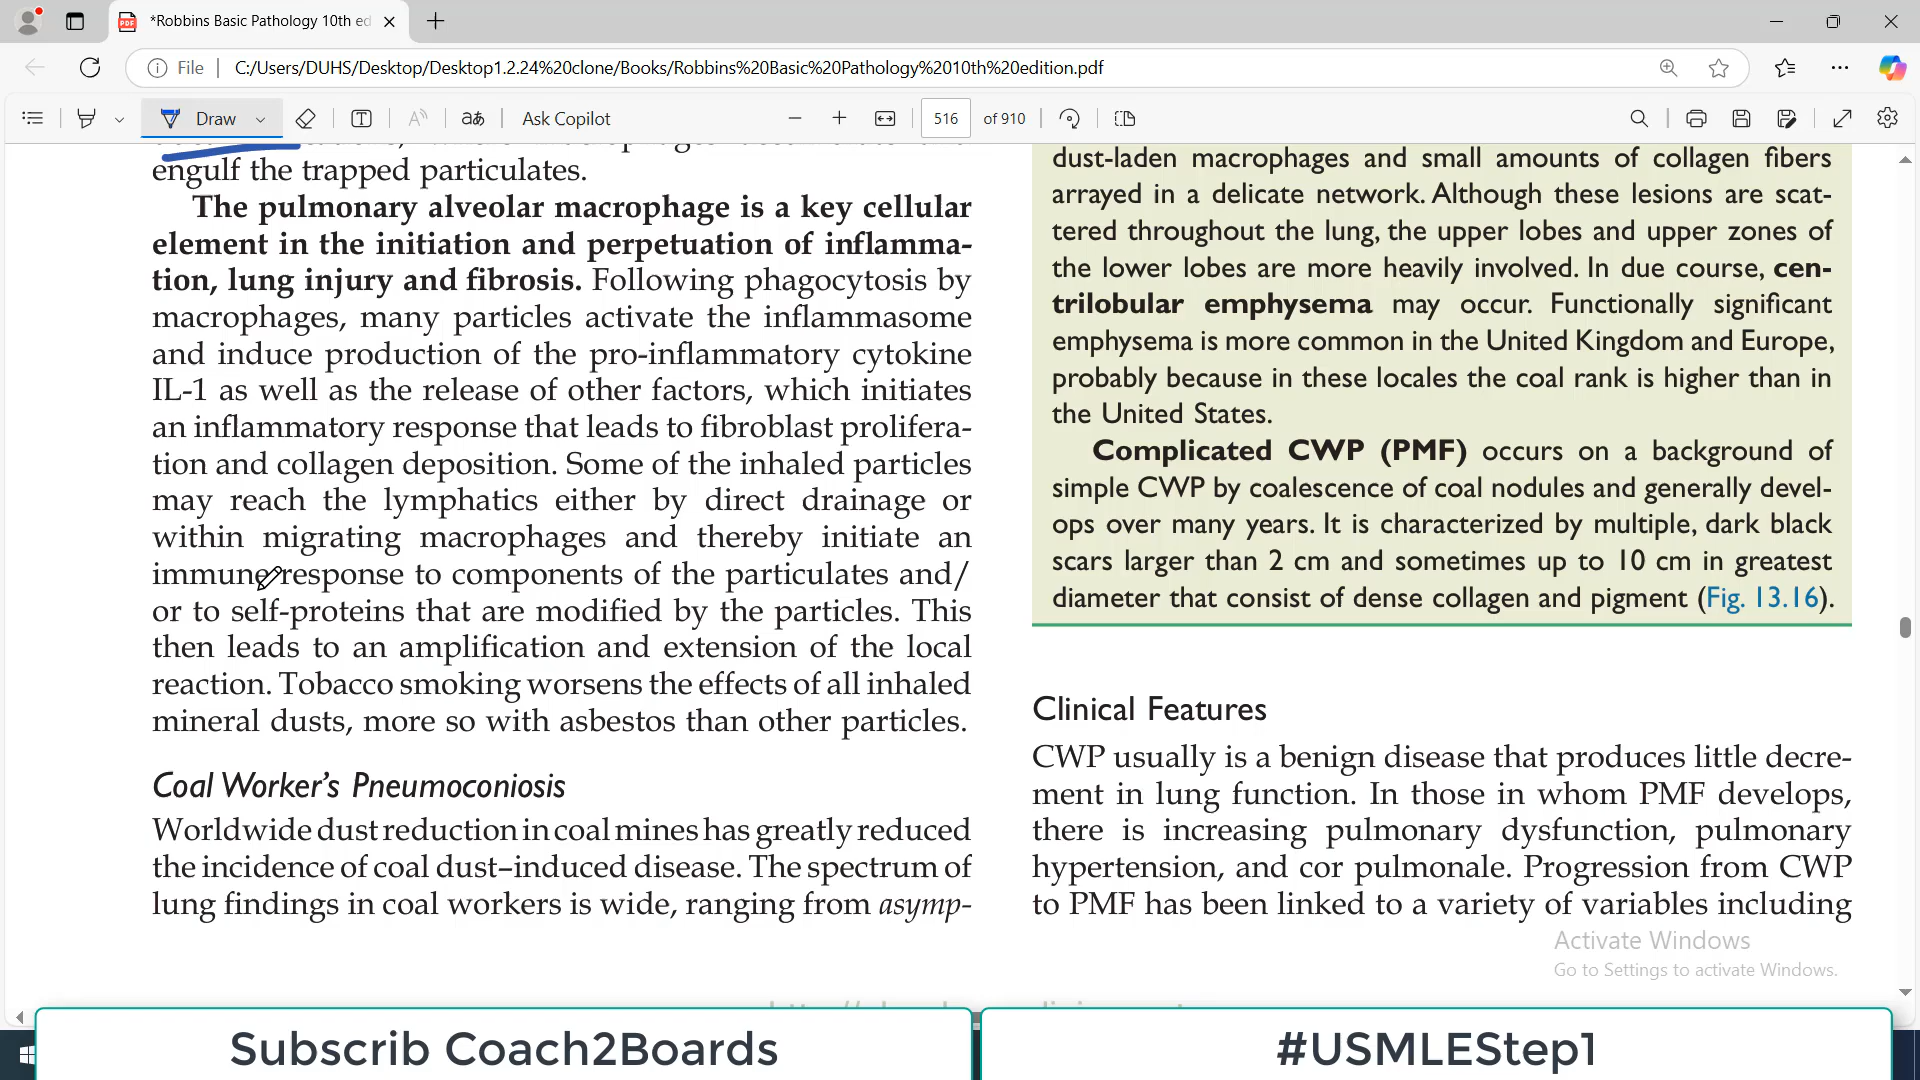 *Robbins Basic Pathology 10th ed
File
C:/Users/DUHS/Desktop/Desktop1.2.24%20clone/Books/Robbins%20Basic%20Pathology%2010th%20edition.pdf
Draw
aあ
Ask Copilot
516 of 910
engulf the trapped particulates.
The pulmonary alveolar macrophage is a key cellular
element in the initiation and perpetuation of inflamma-
tion, lung injury and fibrosis. Following phagocytosis by
macrophages, many particles activate the inflammasome
and induce production of the pro-inflammatory cytokine
IL-1 as well as the release of other factors, which initiates
an inflammatory response that leads to fibroblast prolifera-
tion and collagen deposition. Some of the inhaled particles
may reach the lymphatics either by direct drainage or
within migrating macrophages and thereby initiate an
immune response to components of the particulates and/
or to self-proteins that are modified by the particles. This
then leads to an amplification and extension of the local
reaction. Tobacco smoking worsens the effects of all inhaled
mineral dusts, more so with asbestos than other particles.
Coal Worker's Pneumoconiosis
Worldwide dust reduction in coal mines has greatly reduced
the incidence of coal dust–induced disease. The spectrum of
lung findings in coal workers is wide, ranging from asymp-
dust-laden macrophages and small amounts of collagen fibers
arrayed in a delicate network. Although these lesions are scat-
tered throughout the lung, the upper lobes and upper zones of
the lower lobes are more heavily involved. In due course, cen-
trilobular emphysema may occur. Functionally significant
emphysema is more common in the United Kingdom and Europe,
probably because in these locales the coal rank is higher than in
the United States.
Complicated CWP (PMF) occurs on a background of
simple CWP by coalescence of coal nodules and generally devel-
ops over many years. It is characterized by multiple, dark black
scars larger than 2 cm and sometimes up to 10 cm in greatest
diameter that consist of dense collagen and pigment (Fig. 13.16).
Clinical Features
CWP usually is a benign disease that produces little decre-
ment in lung function. In those in whom PMF develops,
there is increasing pulmonary dysfunction, pulmonary
hypertension, and cor pulmonale. Progression from CWP
to PMF has been linked to a variety of variables including
Activate Windows
Go to Settings to activate Windows.
Subscrib Coach2Boards
#USMLEStep1